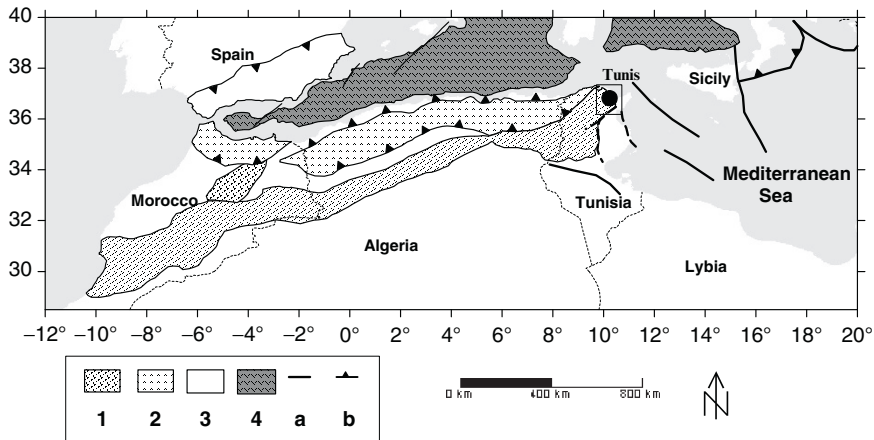 40
38
36
34
32
30
Spain
Tunis
Sicily
Mediterranean
Sea
Morocco
Tunisia
Algeria
Lybia
−12° −10° −8° −6° −4° −2° 0° 2° 4° 6° 8° 10° 12° 14° 16° 18° 20°
1 2 3 4 a b
0 km 400 km 800 km
N